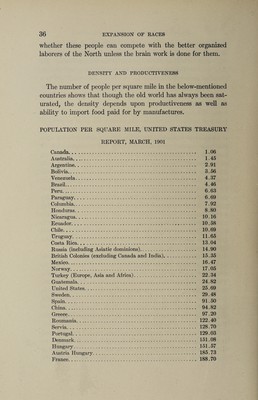 36 EXPANSION OF RACES
whether these people can compete with the better organized
laborers of the North unless the brain work is done for them.
DENSITY AND PRODUCTIVENESS
The number of people per square mile in the below-mentioned
countries shows that though the old world has always been sat-
urated, the density depends upon productiveness as well as
ability to import food paid for by manufactures.
POPULATION PER SQUARE MILE, UNITED STATES TREASURY
REPORT, MARCH, 1901
Canada 1.06
Australia 1.45
Argentine 2.91
Bolivia 3.56
Venezuela 4.37
Brazil 4.46
Peru 6.63
Paraguay 6.69
Colombia 7.92
Honduras 8.80
Nicaragua 10.16
Ecuador 10.58
Chile 10.69
Uruguay 11.65
Costa Rica 13.04
Russia (including Asiatic dominions) 14.90
British Colonies (excluding Canada and India) 15.35
Mexico 16.47
Norway 17.05
Turkey (Europe, Asia and Africa) 22.34
Guatemala 24.82
United States 25.69
Sweden 29.48
Spain 91.50
China 94.82
Greece 97.20
Roumania 122.40
Servia 129.70
Portugal 129.03
Denmark 151.08
Hungary 151.57
Austria Hungary 185.73
France 188.70